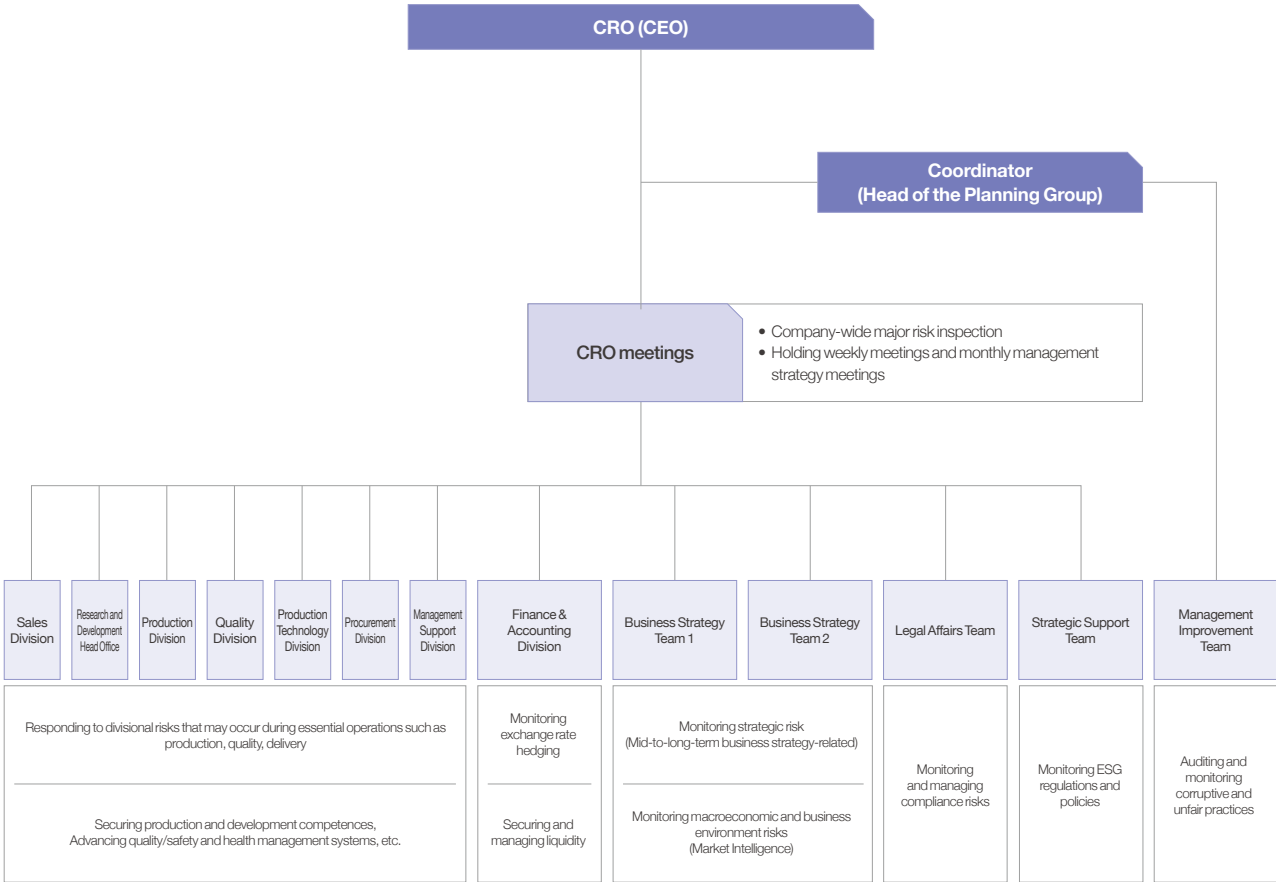 CRO (CEO)
Coordinator
(Head of the Planning Group)
CRO meetings
• Company-wide major risk inspection
• Holding weekly meetings and monthly management
strategy meetings
Sales
Division
Research and
Development
Head Office
Production
Division
Quality
Division
Production
Technology
Division
Procurement
Division
Management
Support
Division
Finance &
Accounting
Division
Business Strategy
Team 1
Business Strategy
Team 2
Legal Affairs Team
Strategic Support
Team
Management
Improvement
Team
Responding to divisional risks that may occur during essential operations such as
production, quality, delivery
Securing production and development competences,
Advancing quality/safety and health management systems, etc.
Monitoring
exchange rate
hedging
Securing and
managing liquidity
Monitoring strategic risk
(Mid-to-long-term business strategy-related)
Monitoring macroeconomic and business
environment risks
(Market Intelligence)
Monitoring
and managing
compliance risks
Monitoring ESG
regulations and
policies
Auditing and
monitoring
corruptive and
unfair practices